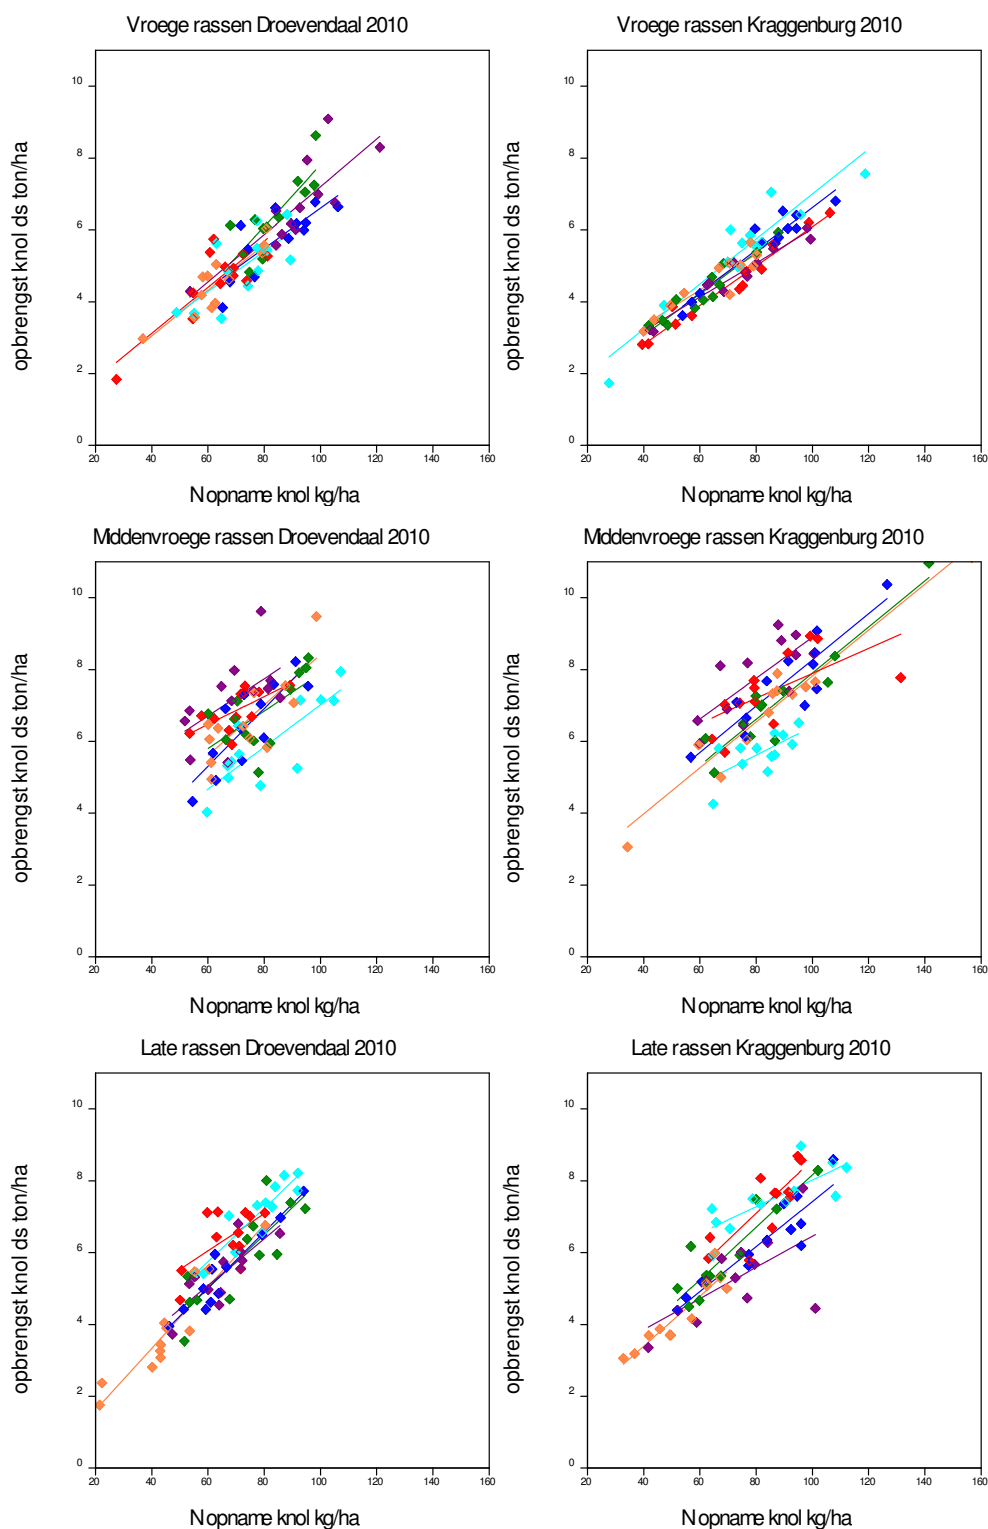 Vroege rassen Droevendaal 2010
opbrengst knol ds ton/ha
10
8
6
4
2
0
20 40 60 80 100 120 140 160
Nopname knol kg/ha
Vroege rassen Kraggenburg 2010
opbrengst knol ds ton/ha
10
8
6
4
2
0
20 40 60 80 100 120 140 160
Nopname knol kg/ha
Middenvroege rassen Droevendaal 2010
opbrengst knol ds ton/ha
10
8
6
4
2
0
20 40 60 80 100 120 140 160
Nopname knol kg/ha
Middenvroege rassen Kraggenburg 2010
opbrengst knol ds ton/ha
10
8
6
4
2
0
20 40 60 80 100 120 140 160
Nopname knol kg/ha
Late rassen Droevendaal 2010
opbrengst knol ds ton/ha
10
8
6
4
2
0
20 40 60 80 100 120 140 160
Nopname knol kg/ha
Late rassen Kraggenburg 2010
opbrengst knol ds ton/ha
10
8
6
4
2
0
20 40 60 80 100 120 140 160
Nopname knol kg/ha